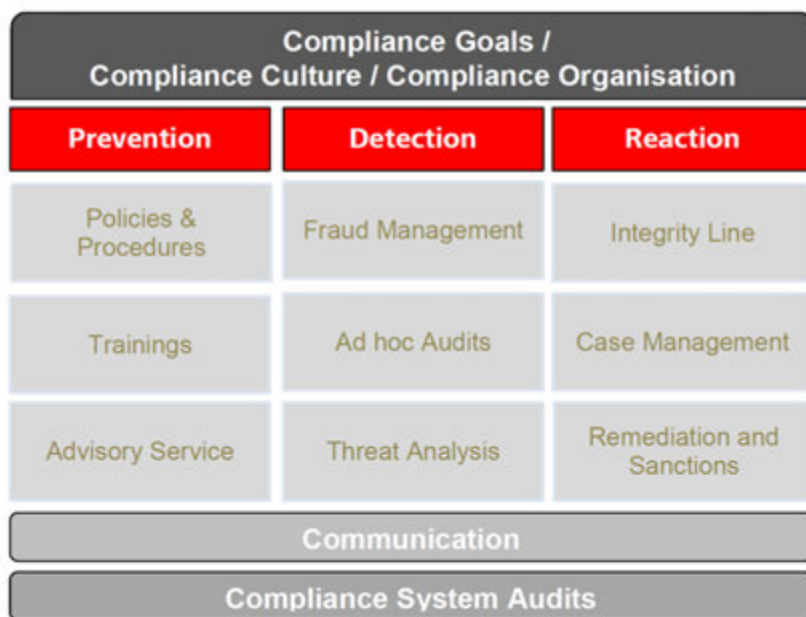 Compliance Goals /
Compliance Culture / Compliance Organisation
Prevention
Detection
Reaction
Policies &
Procedures
Fraud Management
Integrity Line
Trainings
Ad hoc Audits
Case Management
Advisory Service
Threat Analysis
Remediation and
Sanctions
Communication
Compliance System Audits